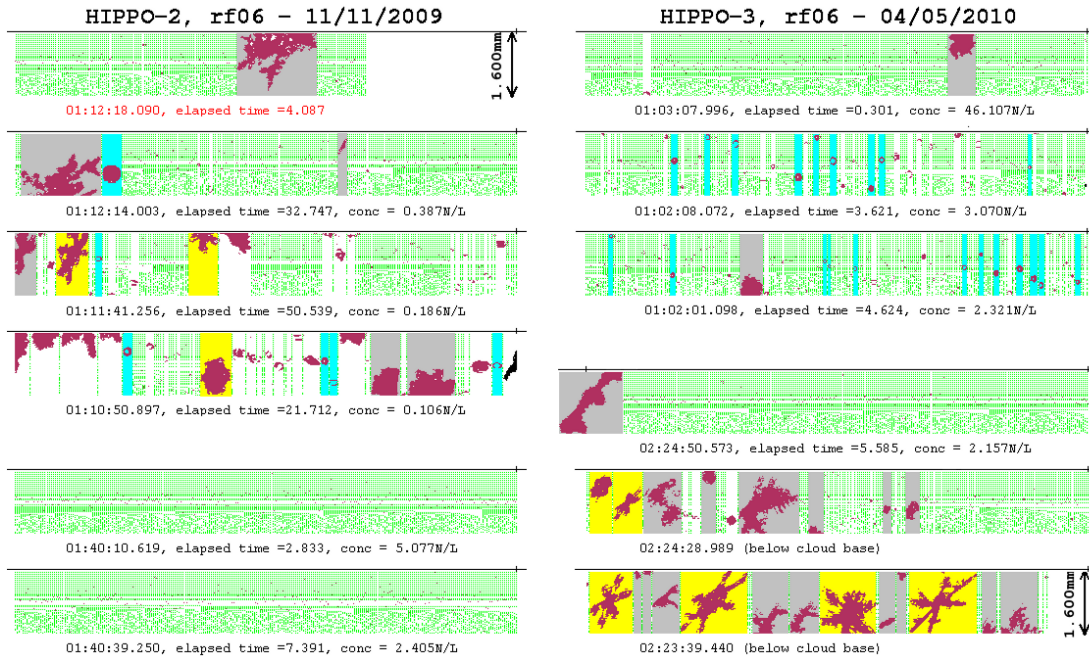 HIPPO-2, rf06 - 11/11/2009
1.600mm
01:12:18.090, elapsed time =4.087
01:12:14.003, elapsed time =32.747, conc = 0.387N/L
01:11:41.256, elapsed time =50.539, conc = 0.186N/L
01:10:50.897, elapsed time =21.712, conc = 0.106N/L
01:40:10.619, elapsed time =2.833, conc = 5.077N/L
01:40:39.250, elapsed time =7.391, conc = 2.405N/L
HIPPO-3, rf06 - 04/05/2010
01:03:07.996, elapsed time =0.301, conc = 46.107N/L
01:02:08.072, elapsed time =3.621, conc = 3.070N/L
01:02:01.098, elapsed time =4.624, conc = 2.321N/L
02:24:50.573, elapsed time =5.585, conc = 2.157N/L
02:24:28.989 (below cloud base)
1.600mm
02:23:39.440 (below cloud base)